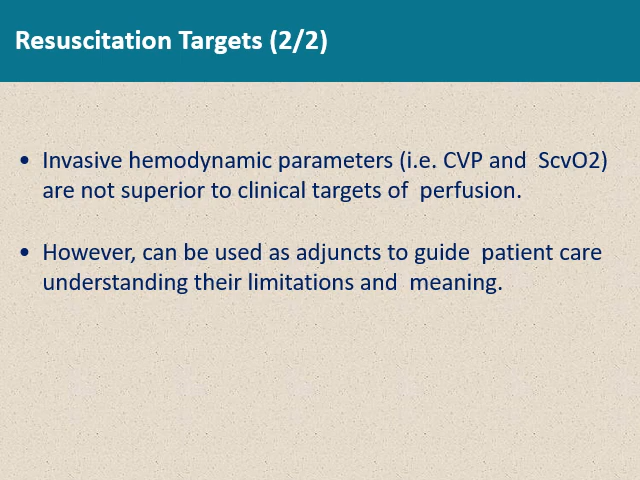 Resuscitation Targets (2/2)
• Invasive hemodynamic parameters (i.e. CVP and  ScvO2)
are not superior to clinical targets of  perfusion.
• However, can be used as adjuncts to guide  patient care
understanding their limitations and  meaning.